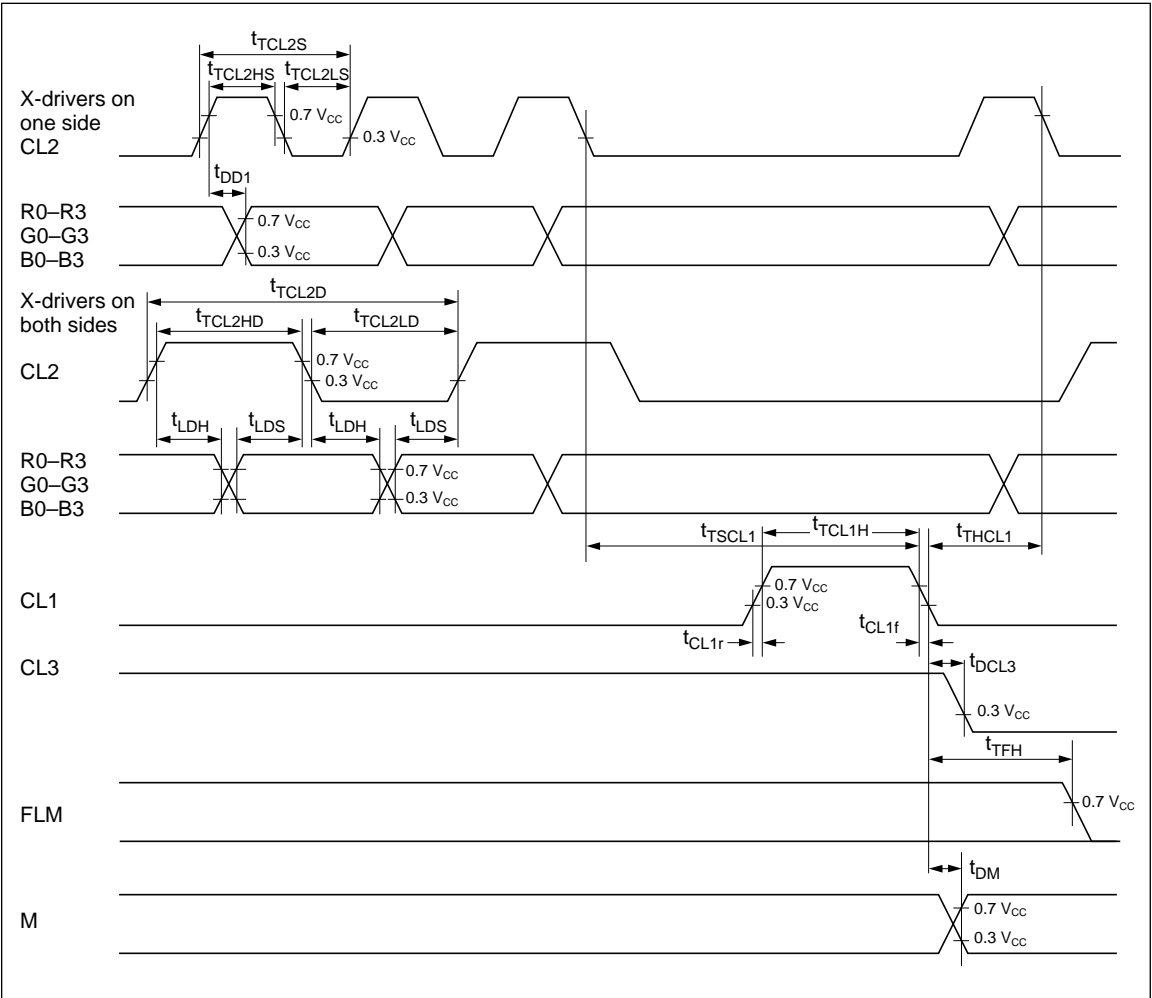 tTCL2S
tTCL2HS tTCL2LS
X-drivers on
one side
CL2
0.7 VCC
0.3 VCC
tDD1
R0–R3
G0–G3
B0–B3
0.7 VCC
0.3 VCC
X-drivers on
both sides
tTCL2D
tTCL2HD tTCL2LD
CL2
0.7 VCC
0.3 VCC
tLDH tLDS tLDH tLDS
R0–R3
G0–G3
B0–B3
0.7 VCC
0.3 VCC
tTSCL1 tTCL1H tTHCL1
CL1
0.7 VCC
0.3 VCC
tCL1r tCL1f
CL3
tDCL3
0.3 VCC
tTFH
FLM
0.7 VCC
tDM
M
0.7 VCC
0.3 VCC